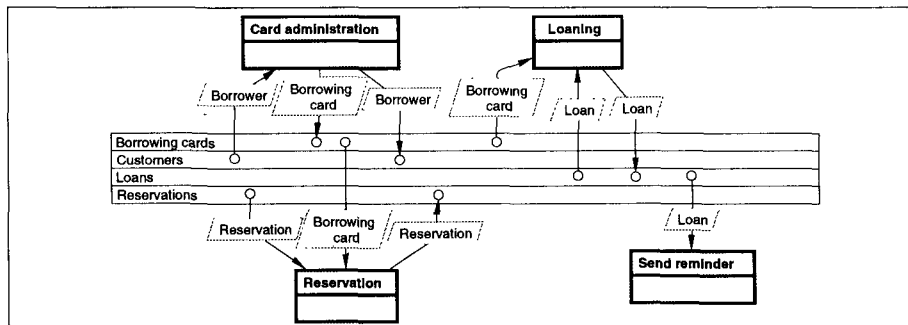 Card administration
Loaning
Borrower
Borrowing
card
Borrower
Borrowing
card
Loan
Loan
Borrowing cards
Customers
Loans
Reservations
Reservation
Borrowing
card
Reservation
Loan
Reservation
Send reminder